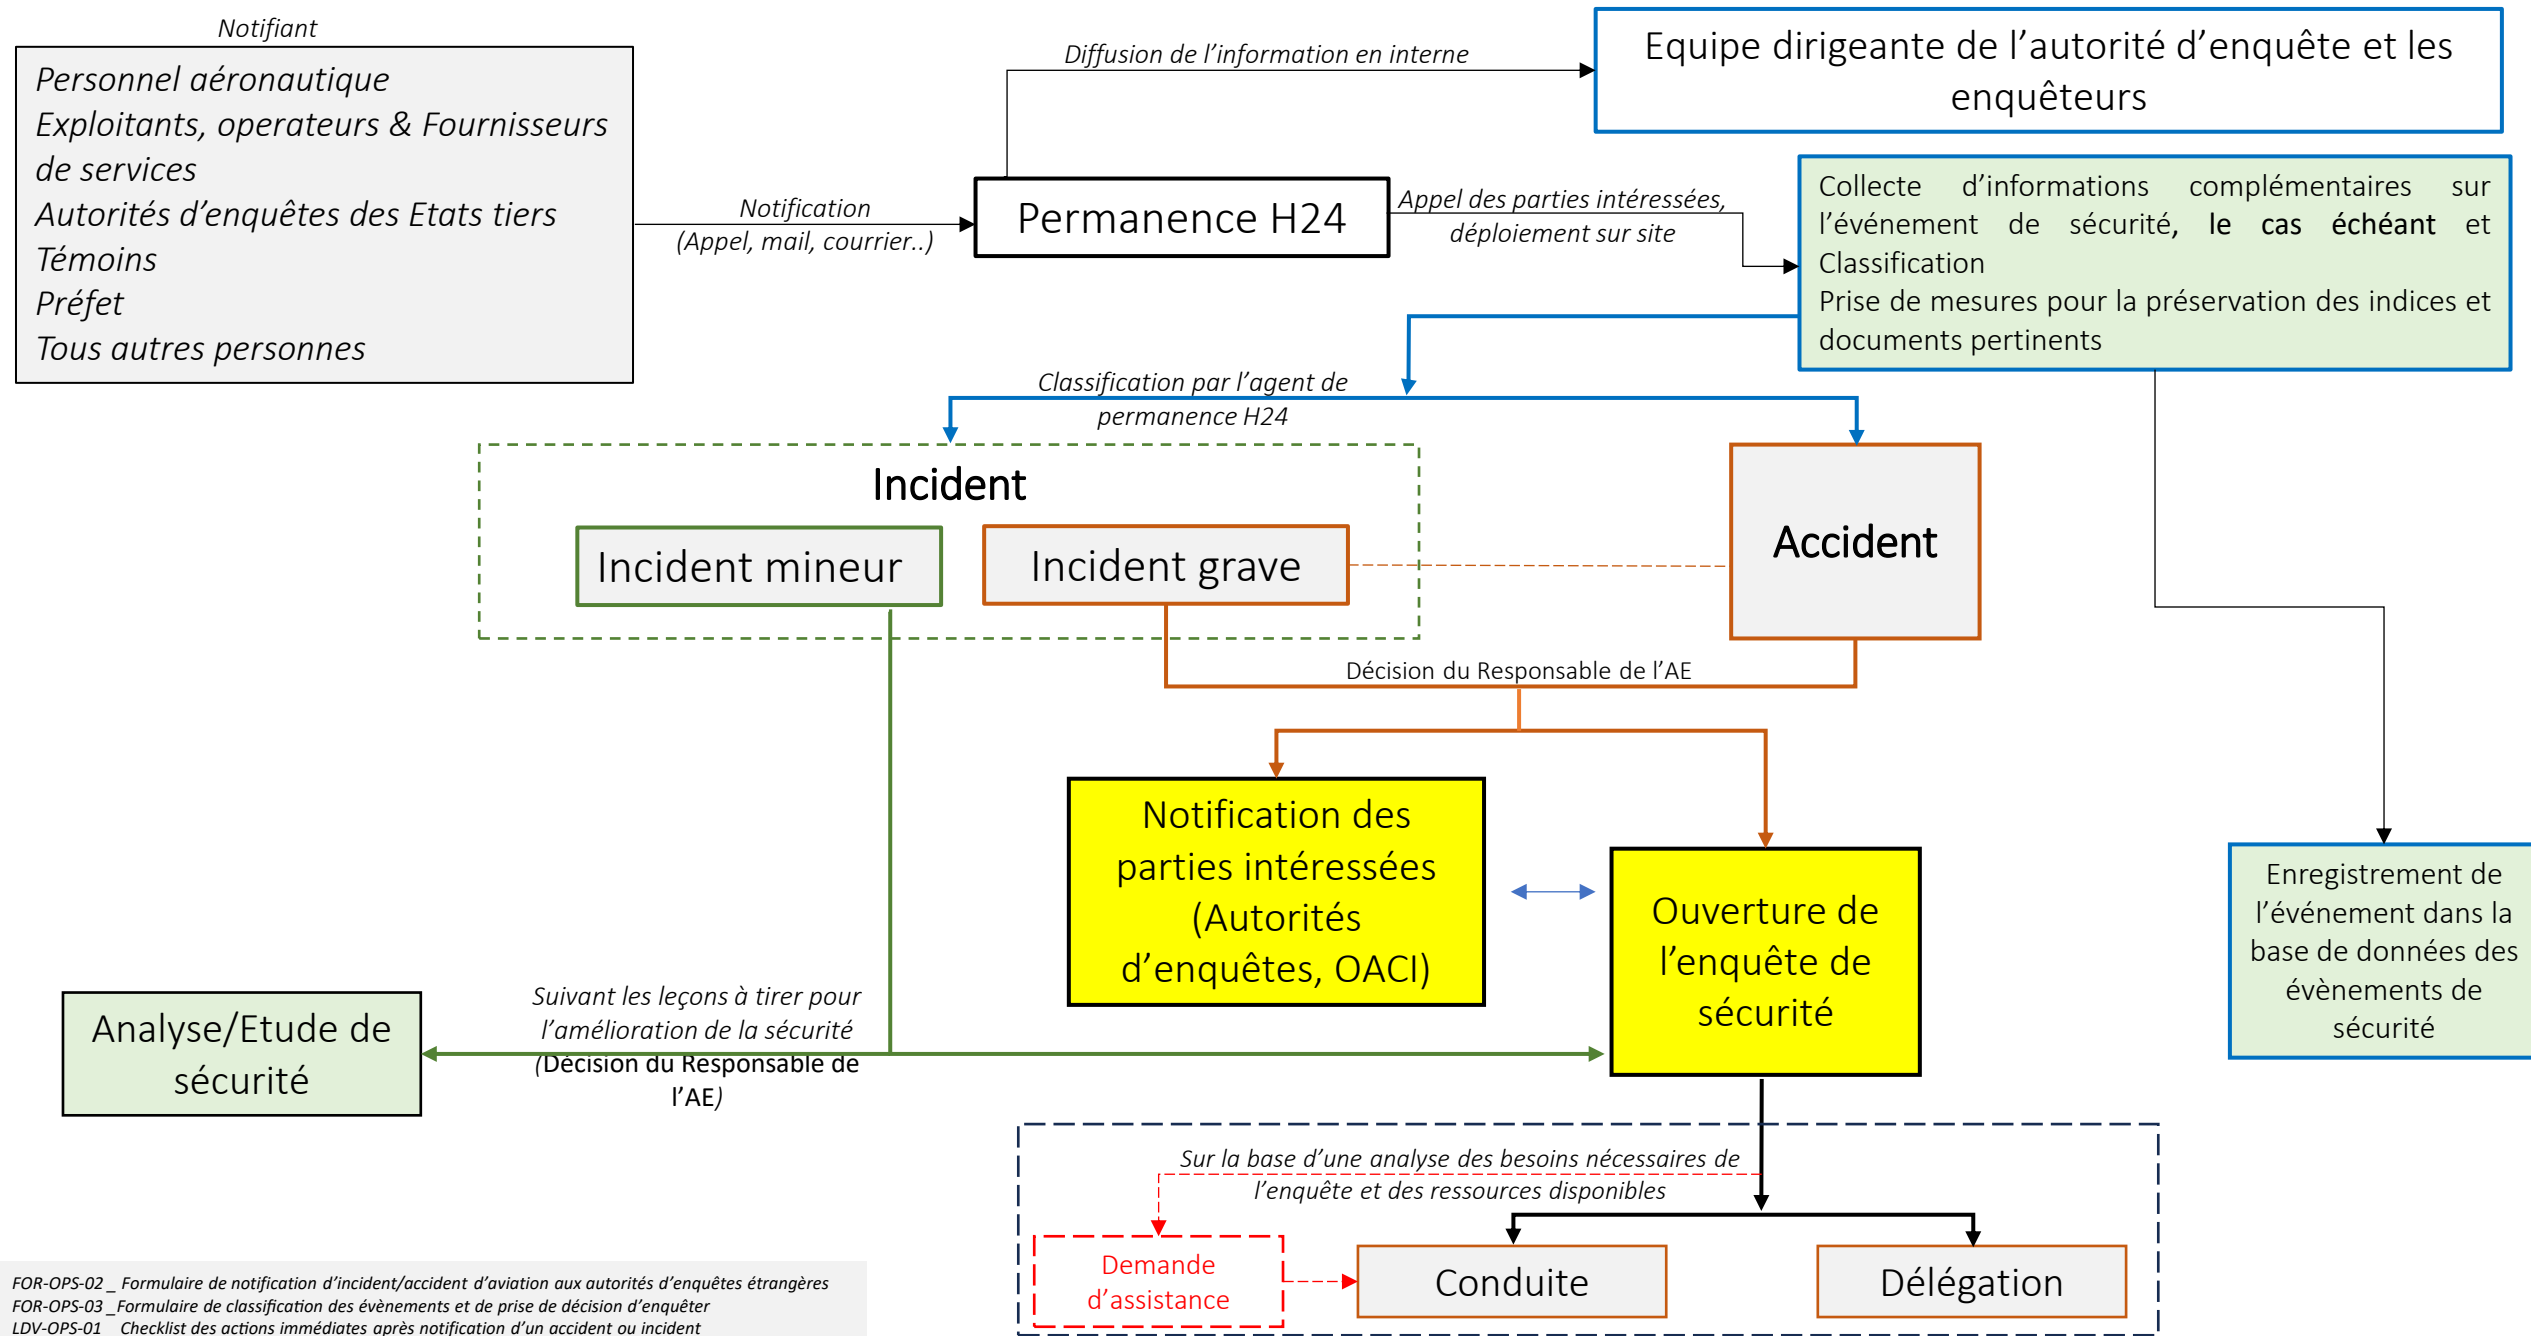 Notifiant
Personnel aéronautique
Exploitants, operateurs & Fournisseurs
de services
Autorités d’enquêtes des Etats tiers
Témoins
Préfet
Tous autres personnes
Notification
(Appel, mail, courrier..)
Permanence H24
Diffusion de l’information en interne
Equipe dirigeante de l’autorité d’enquête et les
enquêteurs
Appel des parties intéressées,
déploiement sur site
Collecte d’informations complémentaires sur
l’événement de sécurité, le cas échéant et
Classification
Prise de mesures pour la préservation des indices et
documents pertinents
Classification par l’agent de
permanence H24
Incident
Incident mineur
Incident grave
Accident
Décision du Responsable de l’AE
Notification des
parties intéressées
(Autorités
d’enquêtes, OACI)
Ouverture de
l’enquête de
sécurité
Enregistrement de
l’événement dans la
base de données des
évènements de
sécurité
Analyse/Etude de
sécurité
Suivant les leçons à tirer pour
l’amélioration de la sécurité
(Décision du Responsable de
l’AE)
Sur la base d’une analyse des besoins nécessaires de
l’enquête et des ressources disponibles
Demande
d’assistance
Conduite
Délégation
FOR-OPS-02 _ Formulaire de notification d’incident/accident d’aviation aux autorités d’enquêtes étrangères
FOR-OPS-03 _Formulaire de classification des évènements et de prise de décision d’enquêter
LDV-OPS-01 _ Checklist des actions immédiates après notification d’un accident ou incident